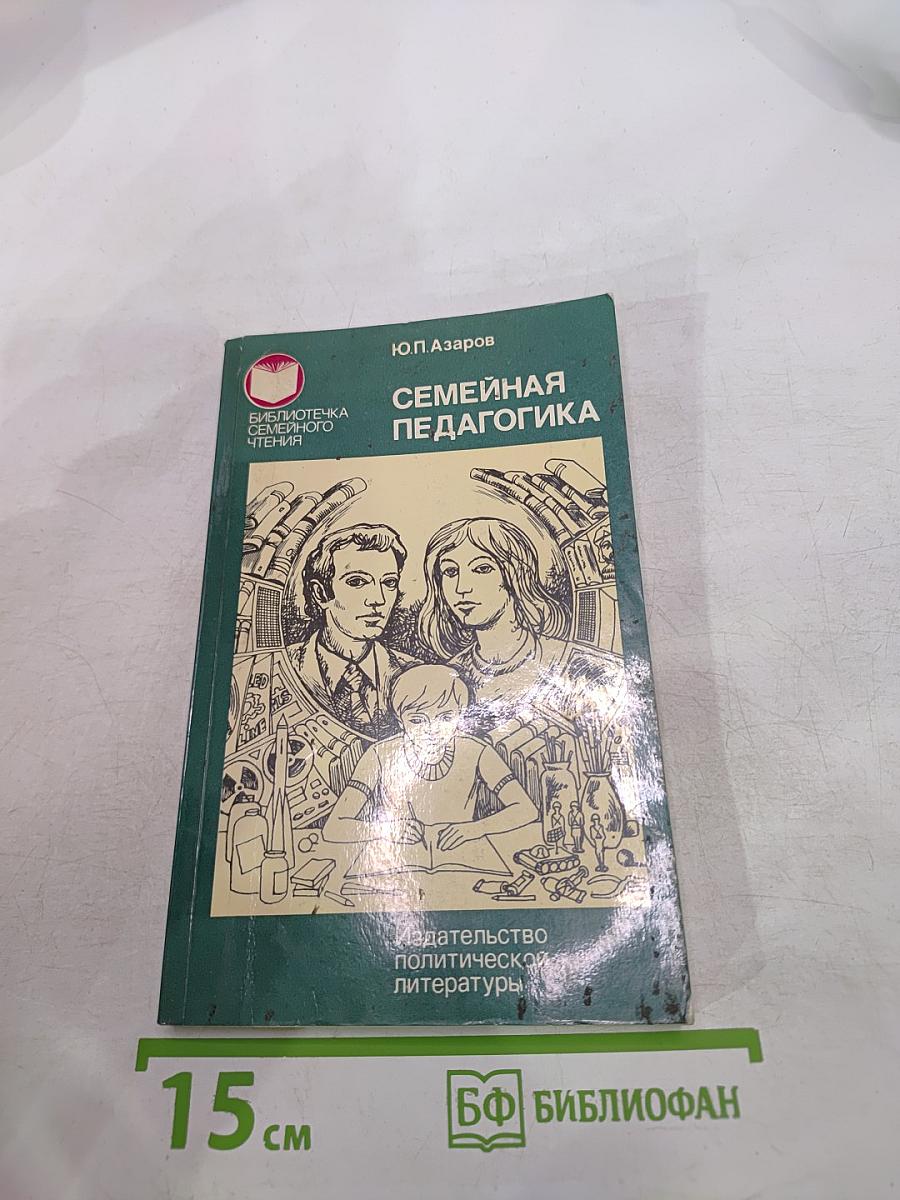 Ю.П.Азаров
СЕМЕЙНАЯ
ПЕДАГОГИКА
БИБЛИОТЕЧКА
СЕМЕЙНОГО
ЧТЕНИЯ
Издательство
политической
литературы
15 см
БФ БИБЛИОФАН